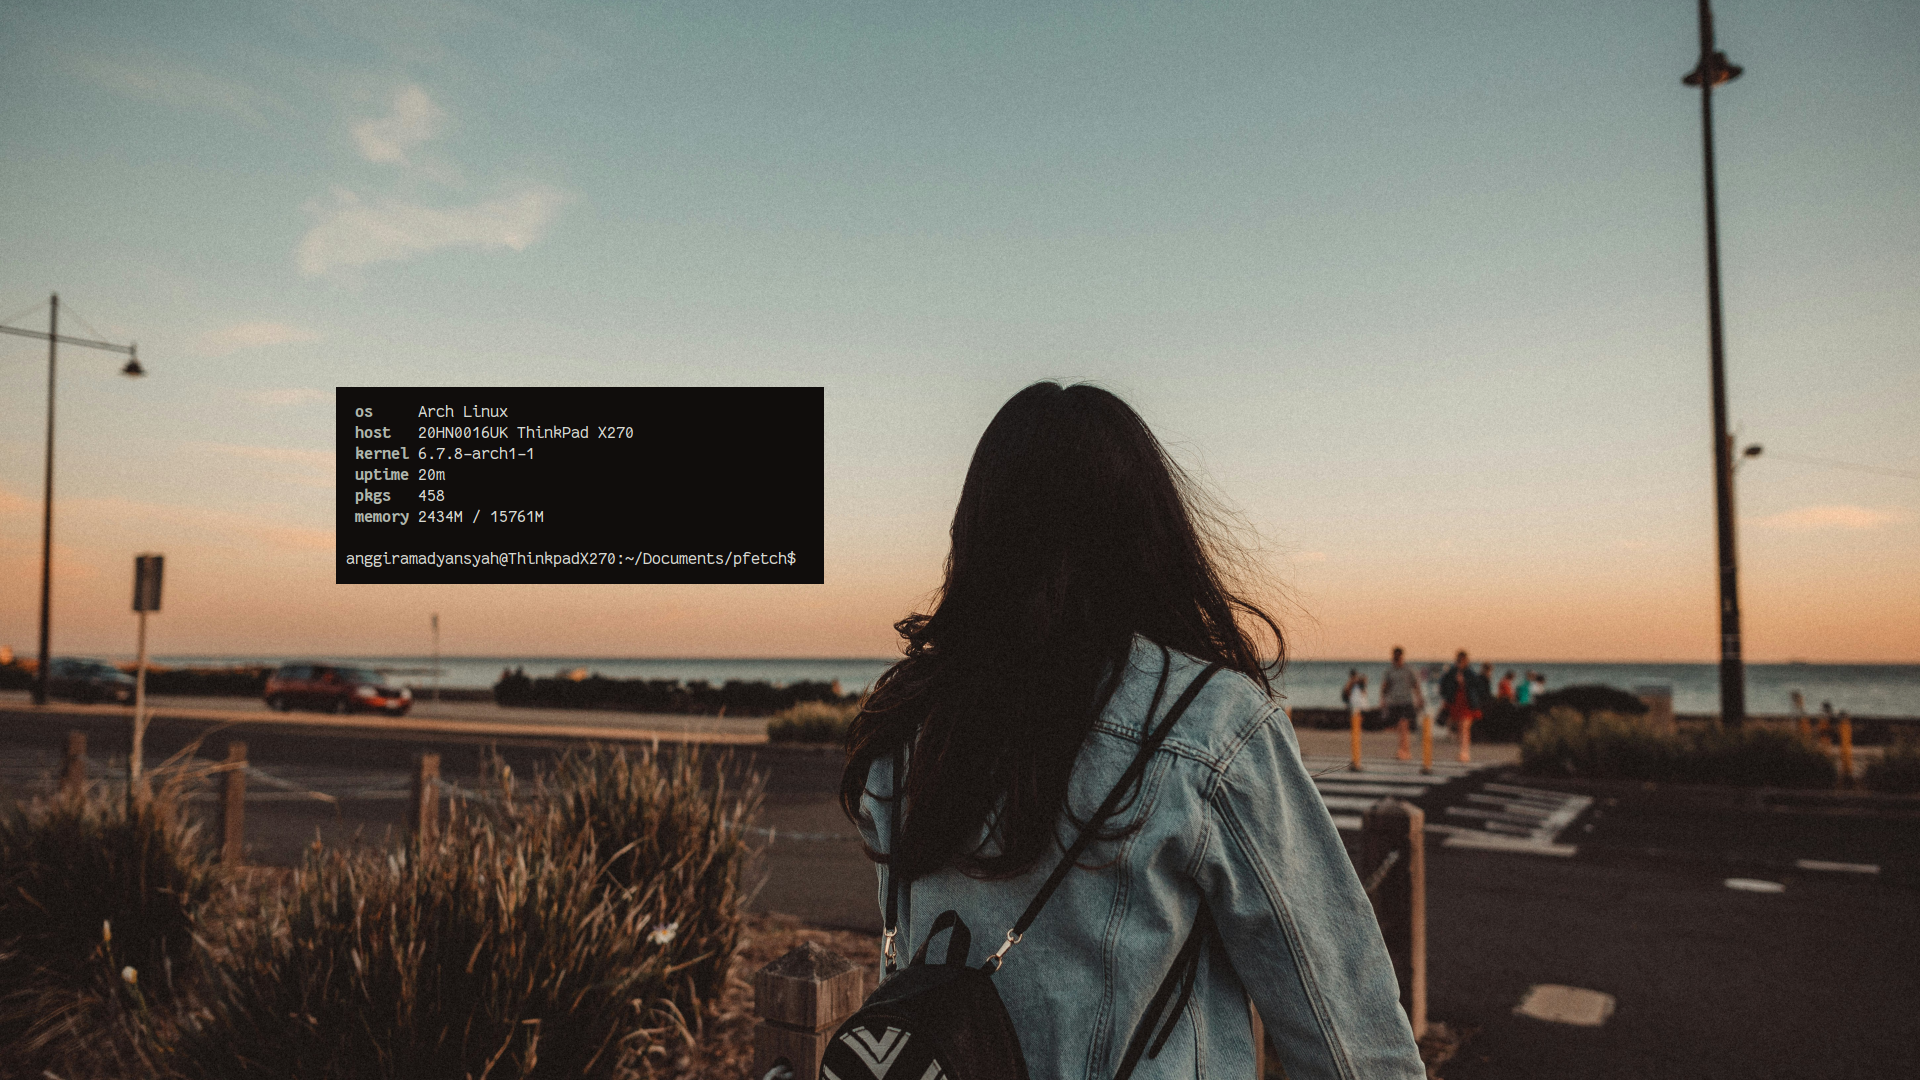 os Arch Linux
host 20HN0016UK ThinkPad X270
kernel 6.7.8-arch1-1
uptime 20m
pkgs 458
memory 2434M / 15761M
anggiramadyansyah@ThinkpadX270:~/Documents/pfetch$